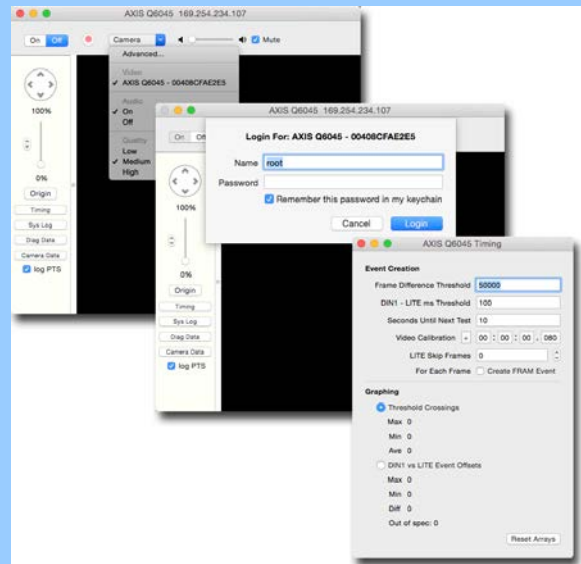 AXIS Q6045 169.254.234.107
On Off Camera Mute
Advanced...
Video
AXIS Q6045 - 00408CFAE2E5
Audio
On
Off
Quality
Low
Medium
High
100%
0%
Origin
Timing
Sys Log
Diag Data
Camera Data
log PTS
AXIS Q6045 169.254.234.107
On Off
Login For: AXIS Q6045 - 00408CFAE2E5
Name root
Password
Remember this password in my keychain
Cancel Login
100%
0%
Origin
Timing
Sys Log
Diag Data
Camera Data
log PTS
AXIS Q6045 Timing
Event Creation
Frame Difference Threshold 50000
DIN1 - LITE ms Threshold 100
Seconds Until Next Test 10
Video Calibration + 00 : 00 : 00 . 080
LITE Skip Frames 0
For Each Frame Create FRAM Event
Graphing
Threshold Crossings
Max 0
Min 0
Ave 0
DIN1 vs LITE Event Offsets
Max 0
Min 0
Diff 0
Out of spec: 0
Reset Arrays